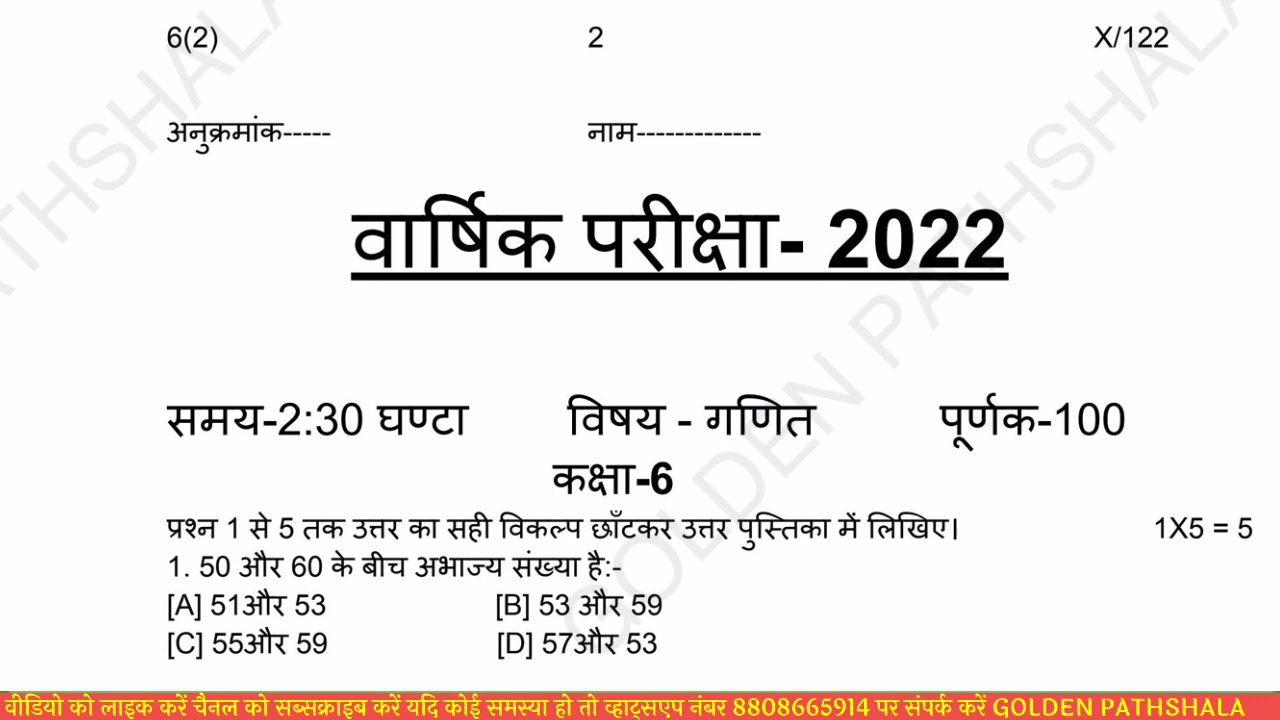 6(2) 2 X/122
अनुक्रमांक----- नाम-------------
वार्षिक परीक्षा- 2022
समय-2:30 घण्टा विषय - गणित पूर्णक-100
कक्षा-6
प्रश्न 1 से 5 तक उत्तर का सही विकल्प छाँटकर उत्तर पुस्तिका में लिखिए। 1X5 = 5
1. 50 और 60 के बीच अभाज्य संख्या है:-
[A] 51और 53 [B] 53 और 59
[C] 55और 59 [D] 57और 53
वीडियो को लाइक करें चैनल को सब्सक्राइब करें यदि कोई समस्या हो तो व्हाट्सएप नंबर 8808665914 पर संपर्क करें GOLDEN PATHSHALA
GOLDEN PATHSHALA
PATHSHALA